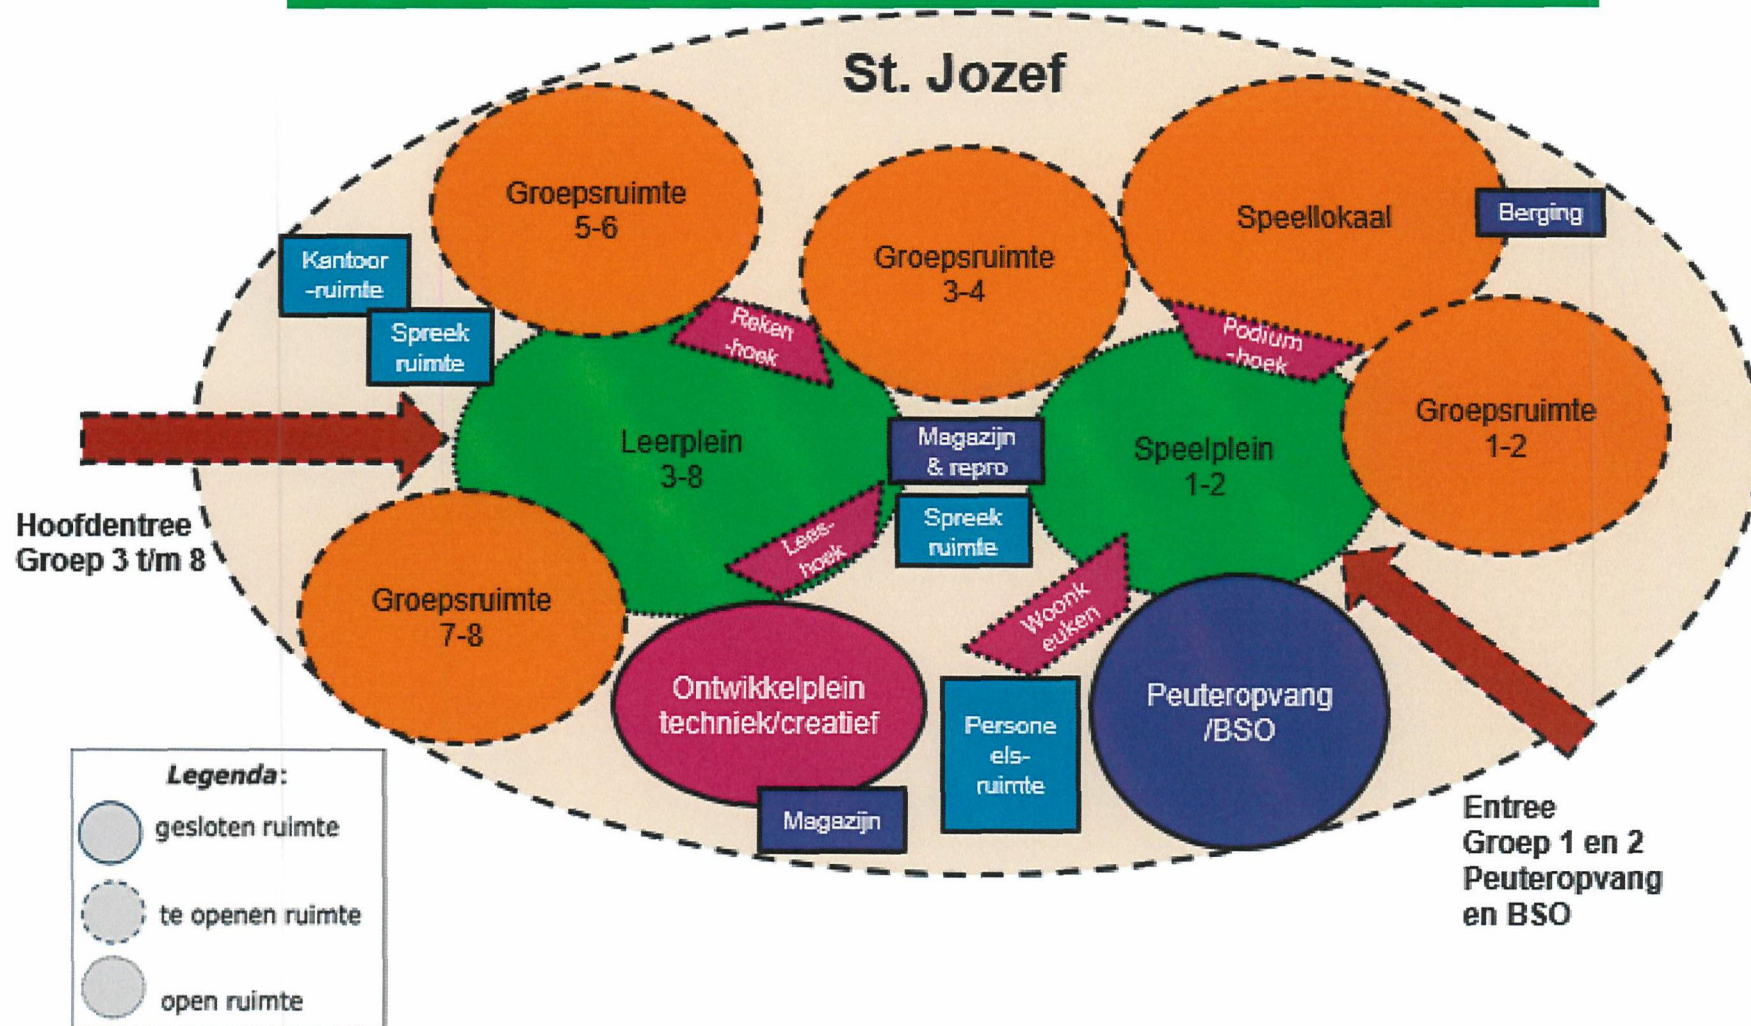 St. Jozef
Groepsruimte
5-6
Groepsruimte
3-4
Speellokaal
Berging
Kantoor
-ruimte
Spreek
ruimte
Reken
-hoek
Podium
-hoek
Groepsruimte
1-2
Leerplein
3-8
Magazijn
& repro
Speelplein
1-2
Spreek
ruimte
Lees-
hoek
Hoofdentree
Groep 3 t/m 8
Groepsruimte
7-8
Woonk
euken
Ontwikkelplein
techniek/creatief
Persone
els-
ruimte
Peuteropvang
/BSO
Magazijn
Entree
Groep 1 en 2
Peuteropvang
en BSO
Legenda:
gesloten ruimte
te openen ruimte
open ruimte